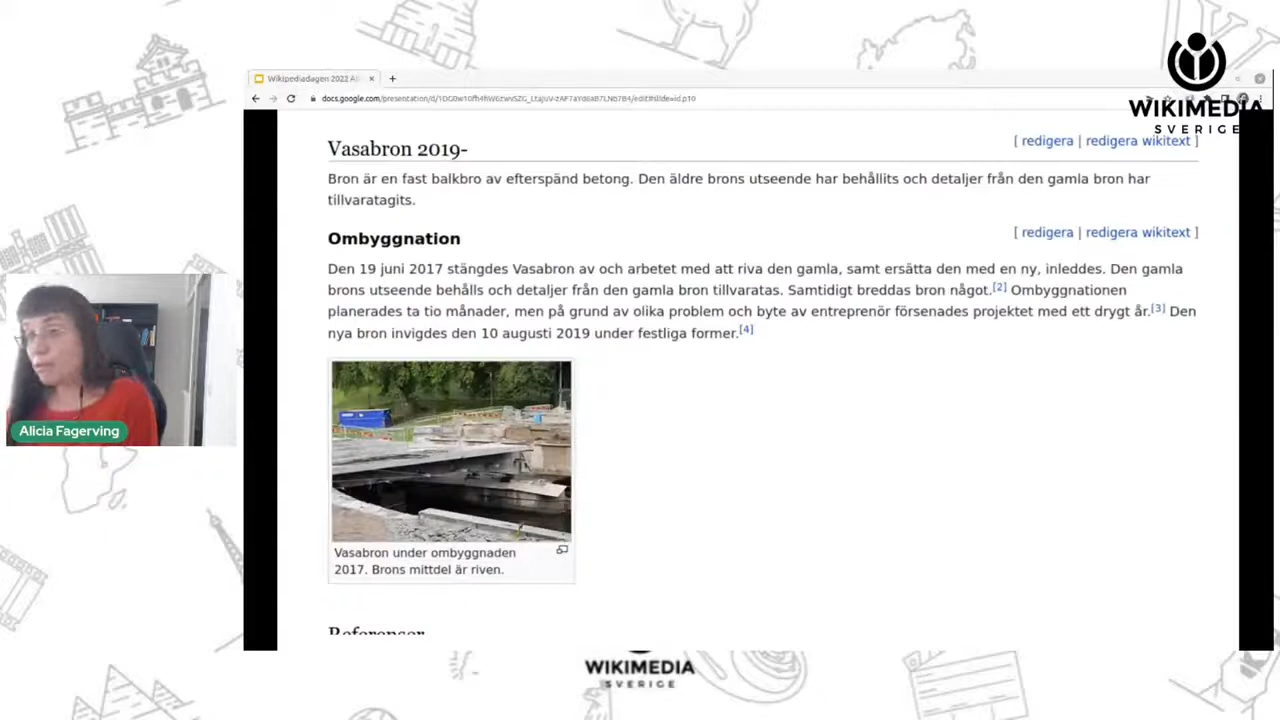 WIKIMEDIA
SVERIGE
Wikipediadagen 2022 Al
Vasabron 2019-
[ redigera | redigera wikitext ]
Bron är en fast balkbro av efterspänd betong. Den äldre brons utseende har behållits och detaljer från den gamla bron har
tillvaratagits.
Ombyggnation
[ redigera | redigera wikitext ]
Den 19 juni 2017 stängdes Vasabron av och arbetet med att riva den gamla, samt ersätta den med en ny, inleddes. Den gamla
brons utseende behålls och detaljer från den gamla bron tillvaratas. Samtidigt breddas bron något.[2] Ombyggnationen
planerades ta tio månader, men på grund av olika problem och byte av entreprenör försenades projektet med ett drygt år.[3] Den
nya bron invigdes den 10 augusti 2019 under festliga former.[4]
Alicia Fagerving
Vasabron under ombyggnaden
2017. Brons mittdel är riven.
Referenser
WIKIMEDIA
SVERIGE